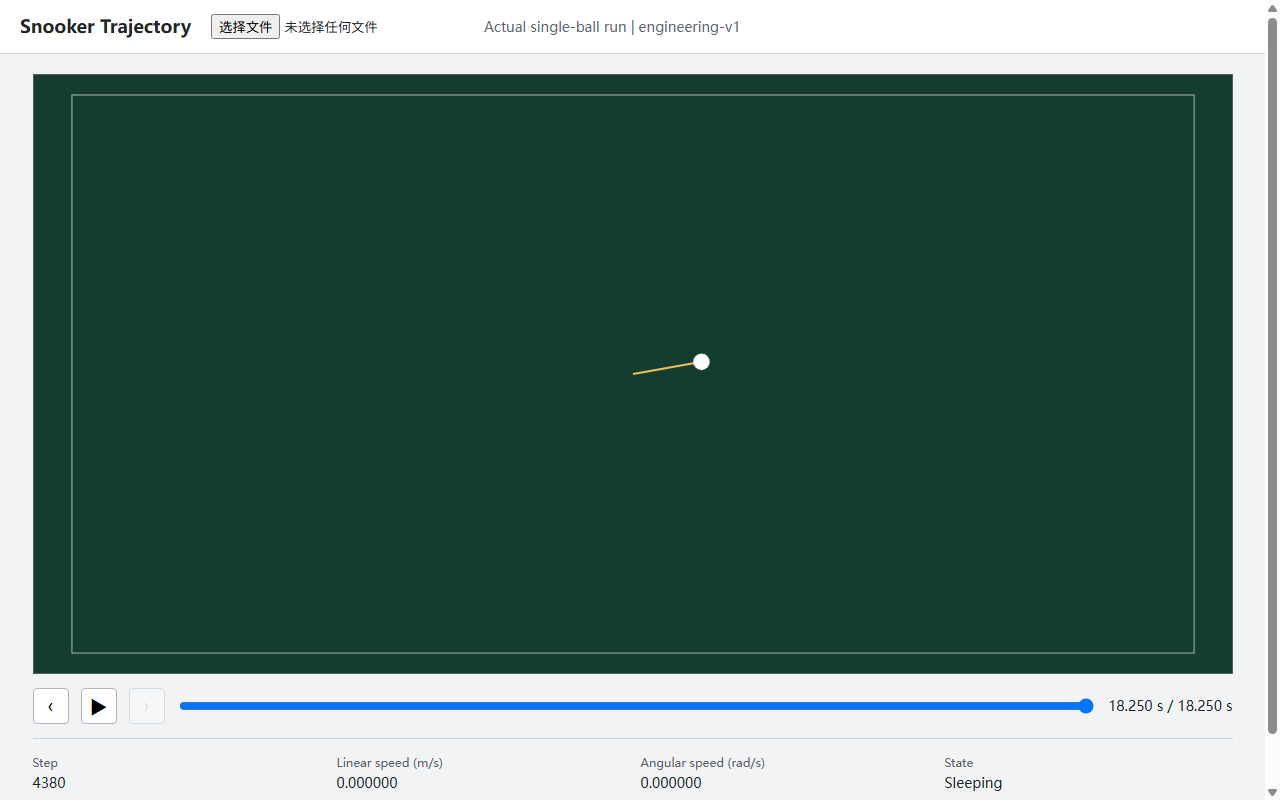 Snooker Trajectory 选择文件 未选择任何文件 Actual single-ball run | engineering-v1
18.250 s / 18.250 s
Step Linear speed (m/s) Angular speed (rad/s) State
4380 0.000000 0.000000 Sleeping